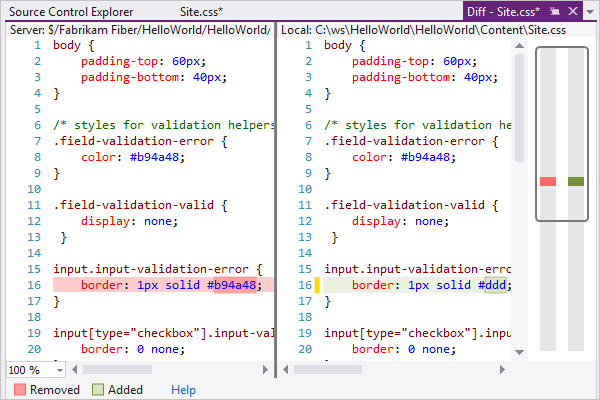 Source Control Explorer Site.css* Diff - Site.css*
Server: $/Fabrikam Fiber/HelloWorld/HelloWorld/
1 body {
2 padding-top: 60px;
3 padding-bottom: 40px;
4 }
5
6 /* styles for validation helpers
7 .field-validation-error {
8 color: #b94a48;
9 }
10
11 .field-validation-valid {
12 display: none;
13 }
14
15 input.input-validation-error {
16 border: 1px solid #b94a48;
17 }
18
19 input[type="checkbox"].input-val
20 border: 0 none;
Local: C:\ws\HelloWorld\HelloWorld\Content\Site.css
1 body {
2 padding-top: 60px;
3 padding-bottom: 40px;
4 }
5
6 /* styles for validation he
7 .field-validation-error {
8 color: #b94a48;
9 }
10
11 .field-validation-valid {
12 display: none;
13 }
14
15 input.input-validation-erro
16 border: 1px solid #ddd;
17 }
18
19 input[type="checkbox"].inpu
20 border: 0 none;
100 %
Removed Added Help